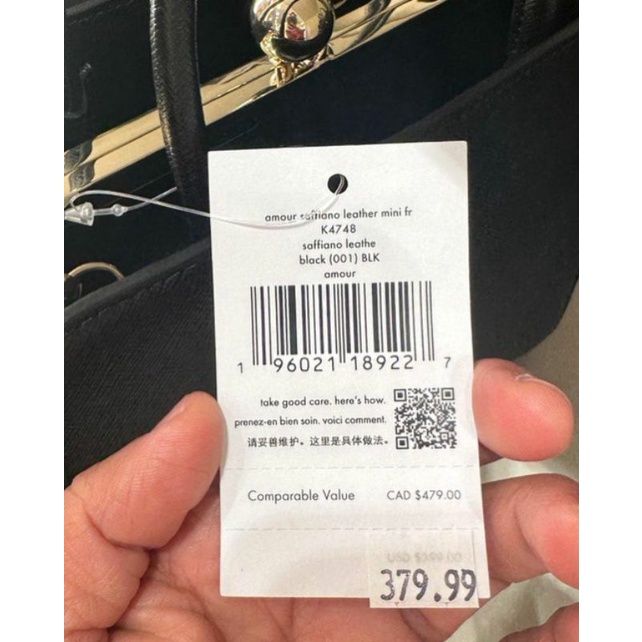 amour saffiano leather mini fr
K4748
saffiano leathe
black (001) BLK
amour
1 96021 18922 7
take good care. here's how.
prenez-en bien soin. voici comment.
请妥善维护。这里是具体做法。
Comparable Value CAD $479.00
379.99